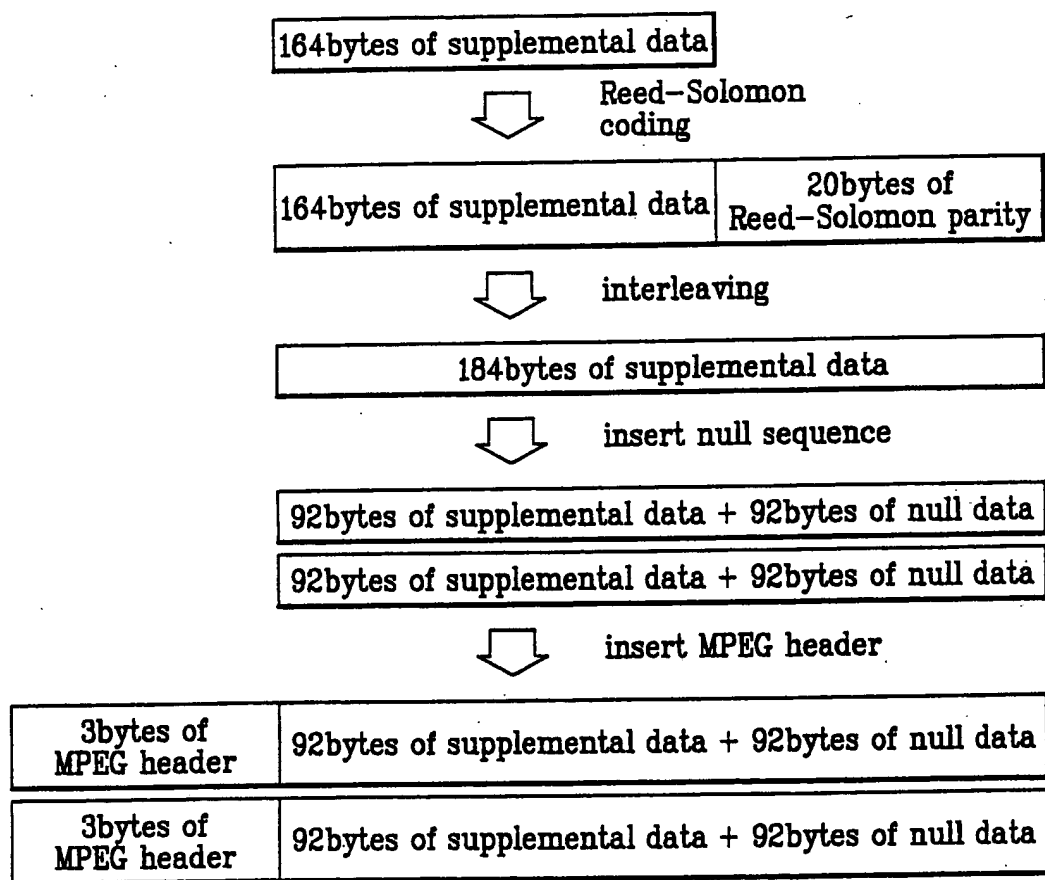 164bytes of supplemental data
Reed-Solomon
coding
164bytes of supplemental data
20bytes of
Reed-Solomon parity
interleaving
184bytes of supplemental data
insert null sequence
92bytes of supplemental data + 92bytes of null data
92bytes of supplemental data + 92bytes of null data
insert MPEG header
3bytes of
MPEG header
92bytes of supplemental data + 92bytes of null data
3bytes of
MPEG header
92bytes of supplemental data + 92bytes of null data